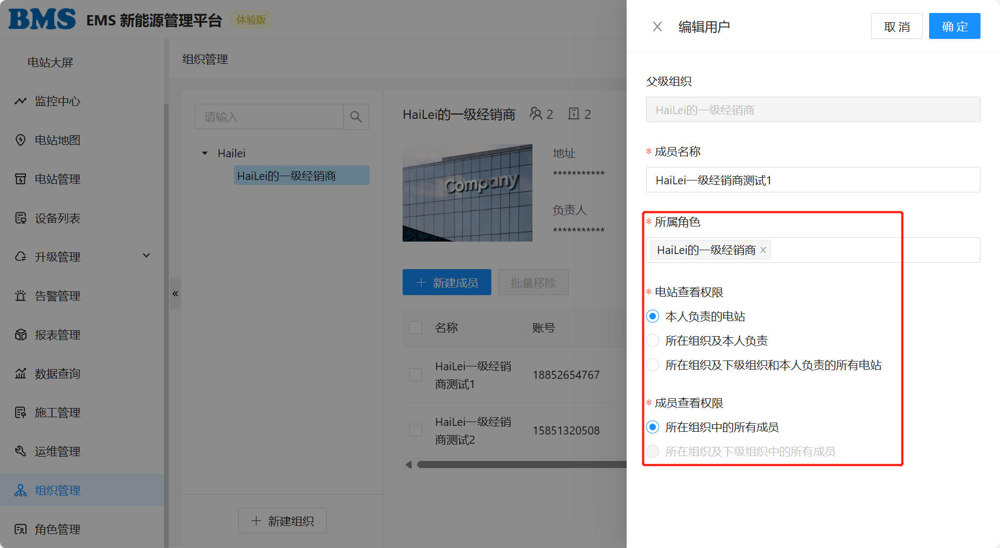 BMS EMS 新能源管理平台 体验版
电站大屏
监控中心
电站地图
电站管理
设备列表
升级管理
告警管理
报表管理
数据查询
施工管理
运维管理
组织管理
角色管理
组织管理
请输入
Hailei
HaiLei的一级经销商
新建组织
HaiLei的一级经销商 2 2
Company
地址
***********
负责人
***********
新建成员 批量移除
名称 账号
HaiLei一级经销
商测试1
18852654767
HaiLei一级经销
商测试2
15851320508
编辑用户 取 消 确 定
父级组织
HaiLei的一级经销商
* 成员名称
HaiLei一级经销商测试1
* 所属角色
HaiLei的一级经销商
* 电站查看权限
本人负责的电站
所在组织及本人负责
所在组织及下级组织和本人负责的所有电站
* 成员查看权限
所在组织中的所有成员
所在组织及下级组织中的所有成员